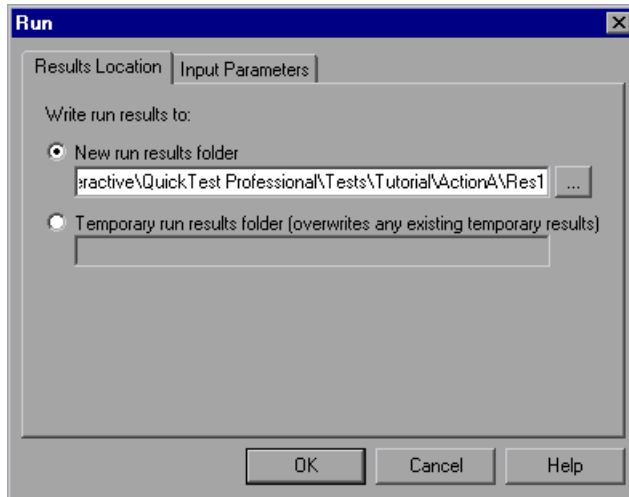 Run
Results Location Input Parameters
Write run results to:
New run results folder
eractive\QuickTest Professional\Tests\Tutorial\ActionA\Res1 ...
Temporary run results folder (overwrites any existing temporary results)
OK Cancel Help